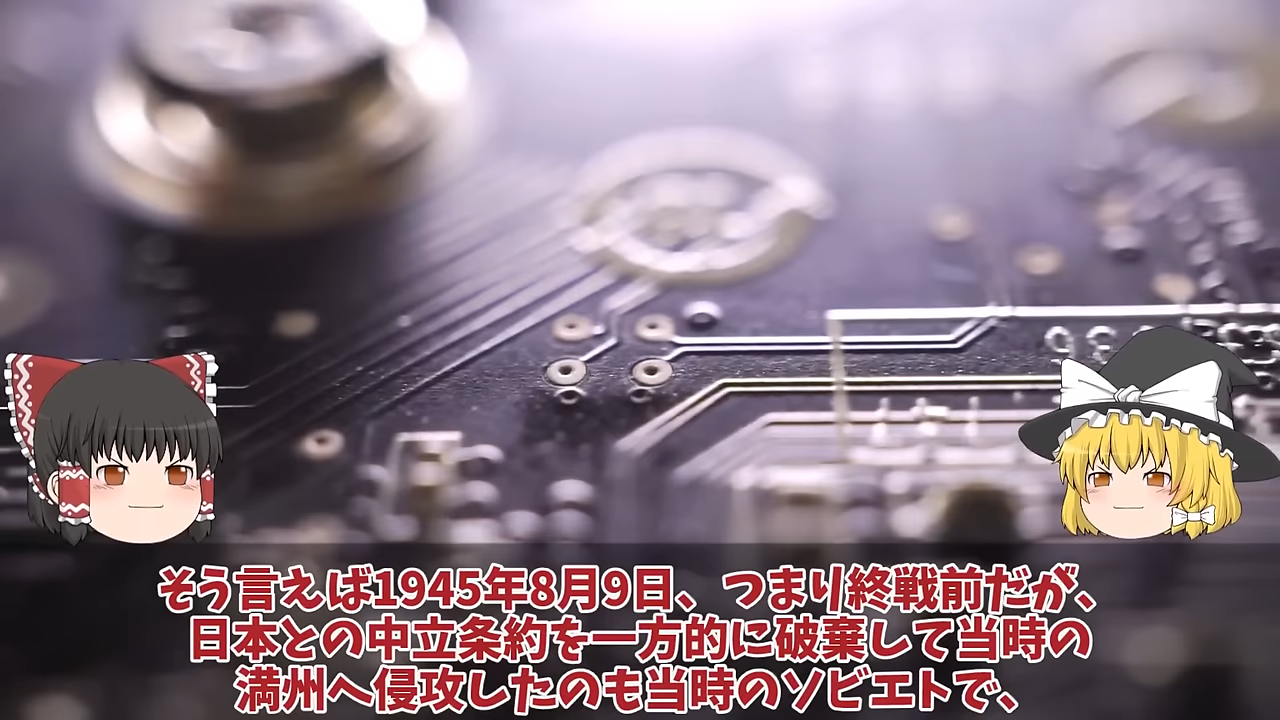 そう言えば1945年8月9日、つまり終戦前だが、
日本との中立条約を一方的に破棄して当時の
満州へ侵攻したのも当時のソビエトで、